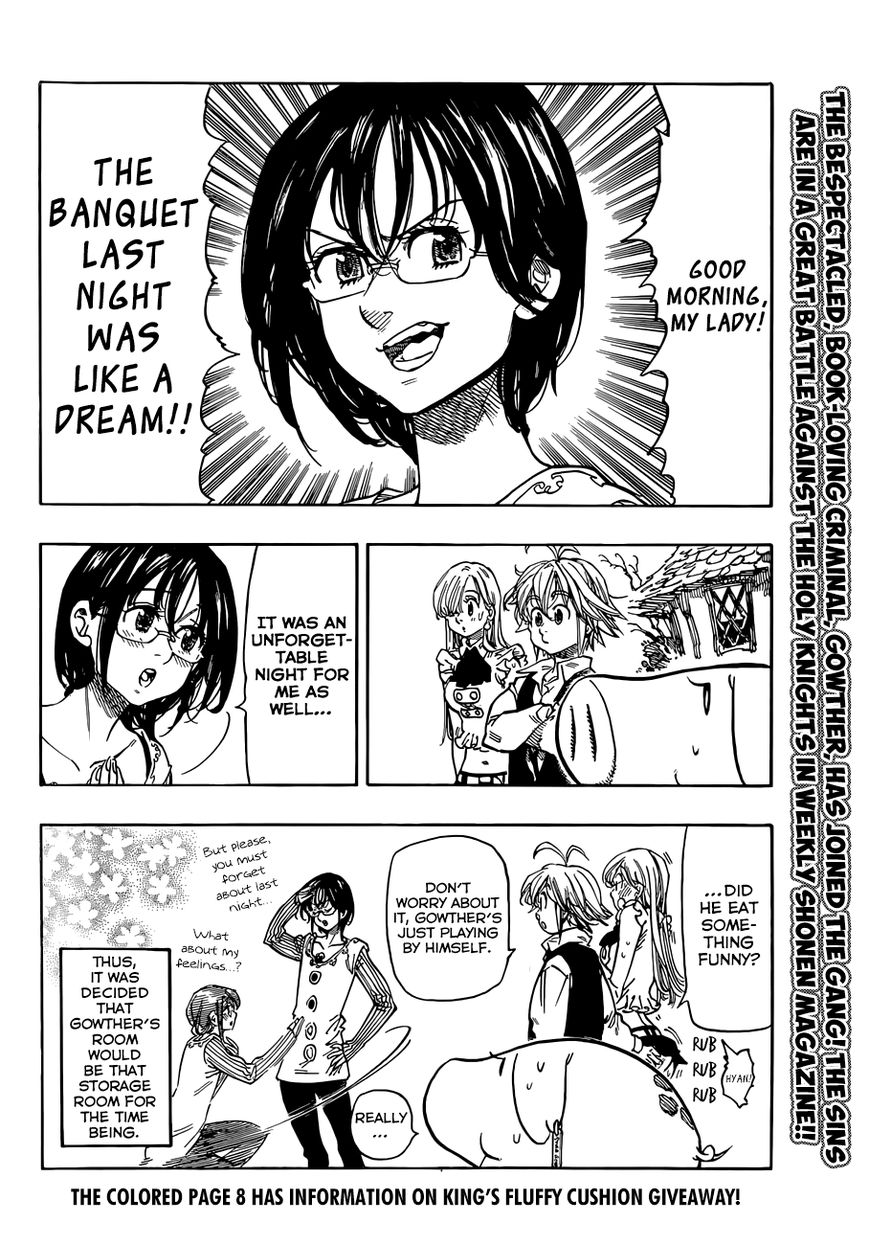 THE BESPECTACLED, BOOK-LOVING CRIMINAL, GOWTHER, HAS JOINED THE GANG! THE SINS
ARE IN A GREAT BATTLE AGAINST THE HOLY KNIGHTS IN WEEKLY SHONEN MAGAZINE!!
GOOD
MORNING,
MY LADY!
THE
BANQUET
LAST
NIGHT
WAS
LIKE A
DREAM!!
IT WAS AN
UNFORGET-
TABLE
NIGHT FOR
ME AS
WELL...
...DID
HE EAT
SOME-
THING
FUNNY?
RUB
RUB
RUB
HYAN!
DON'T
WORRY ABOUT
IT, GOWTHER'S
JUST PLAYING
BY HIMSELF.
REALLY
...
But please,
you must
forget
about last
night...
What
about my
feelings...?
THUS,
IT WAS
DECIDED
THAT
GOWTHER'S
ROOM
WOULD
BE THAT
STORAGE
ROOM FOR
THE TIME
BEING.
THE COLORED PAGE 8 HAS INFORMATION ON KING'S FLUFFY CUSHION GIVEAWAY!